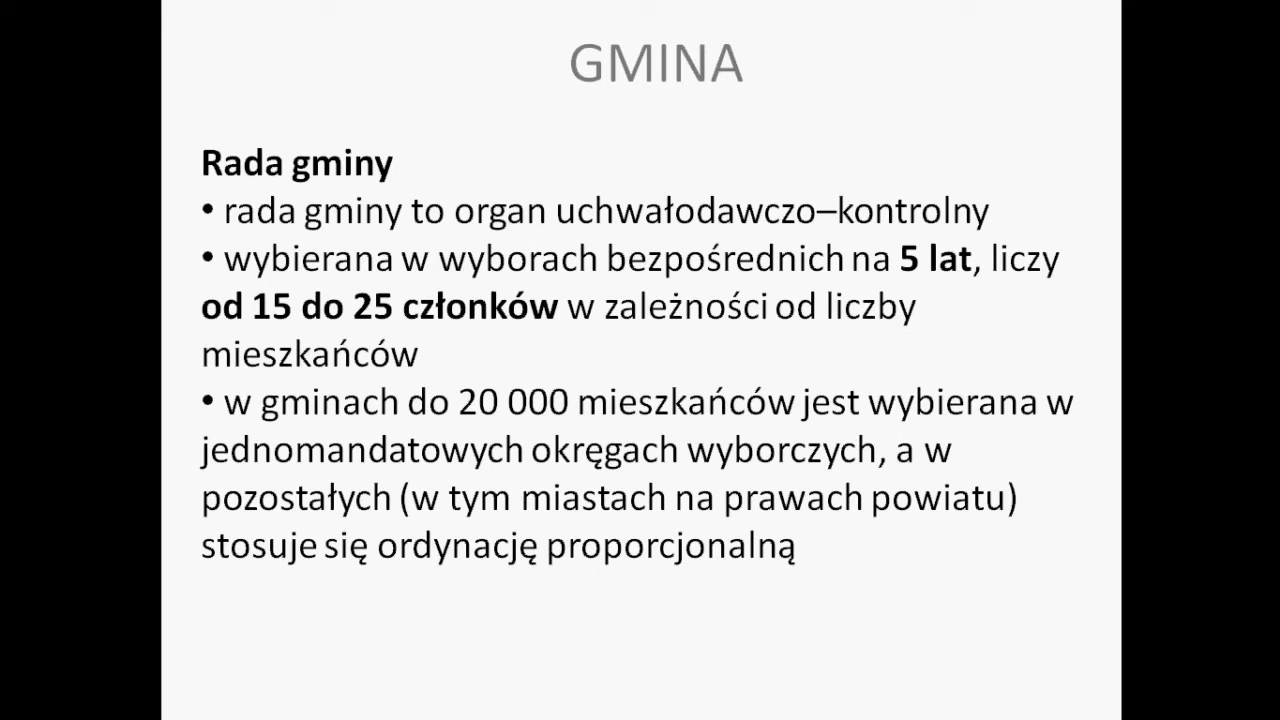 GMINA
Rada gminy
• rada gminy to organ uchwałodawczo–kontrolny
• wybierana w wyborach bezpośrednich na 5 lat, liczy
od 15 do 25 członków w zależności od liczby
mieszkańców
• w gminach do 20 000 mieszkańców jest wybierana w
jednomandatowych okręgach wyborczych, a w
pozostałych (w tym miastach na prawach powiatu)
stosuje się ordynację proporcjonalną